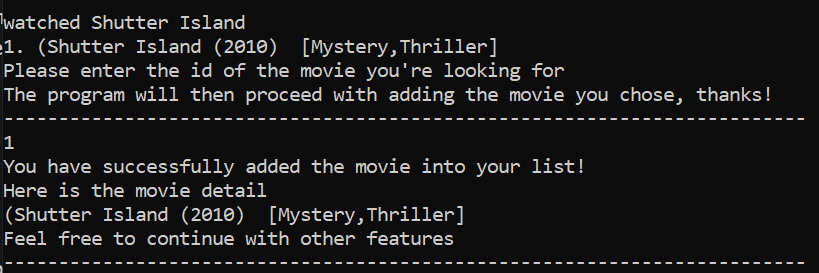 watched Shutter Island
1. (Shutter Island (2010)  [Mystery,Thriller]
Please enter the id of the movie you're looking for
The program will then proceed with adding the movie you chose, thanks!
-------------------------------------------------------------------------
1
You have successfully added the movie into your list!
Here is the movie detail
(Shutter Island (2010)  [Mystery,Thriller]
Feel free to continue with other features
-------------------------------------------------------------------------